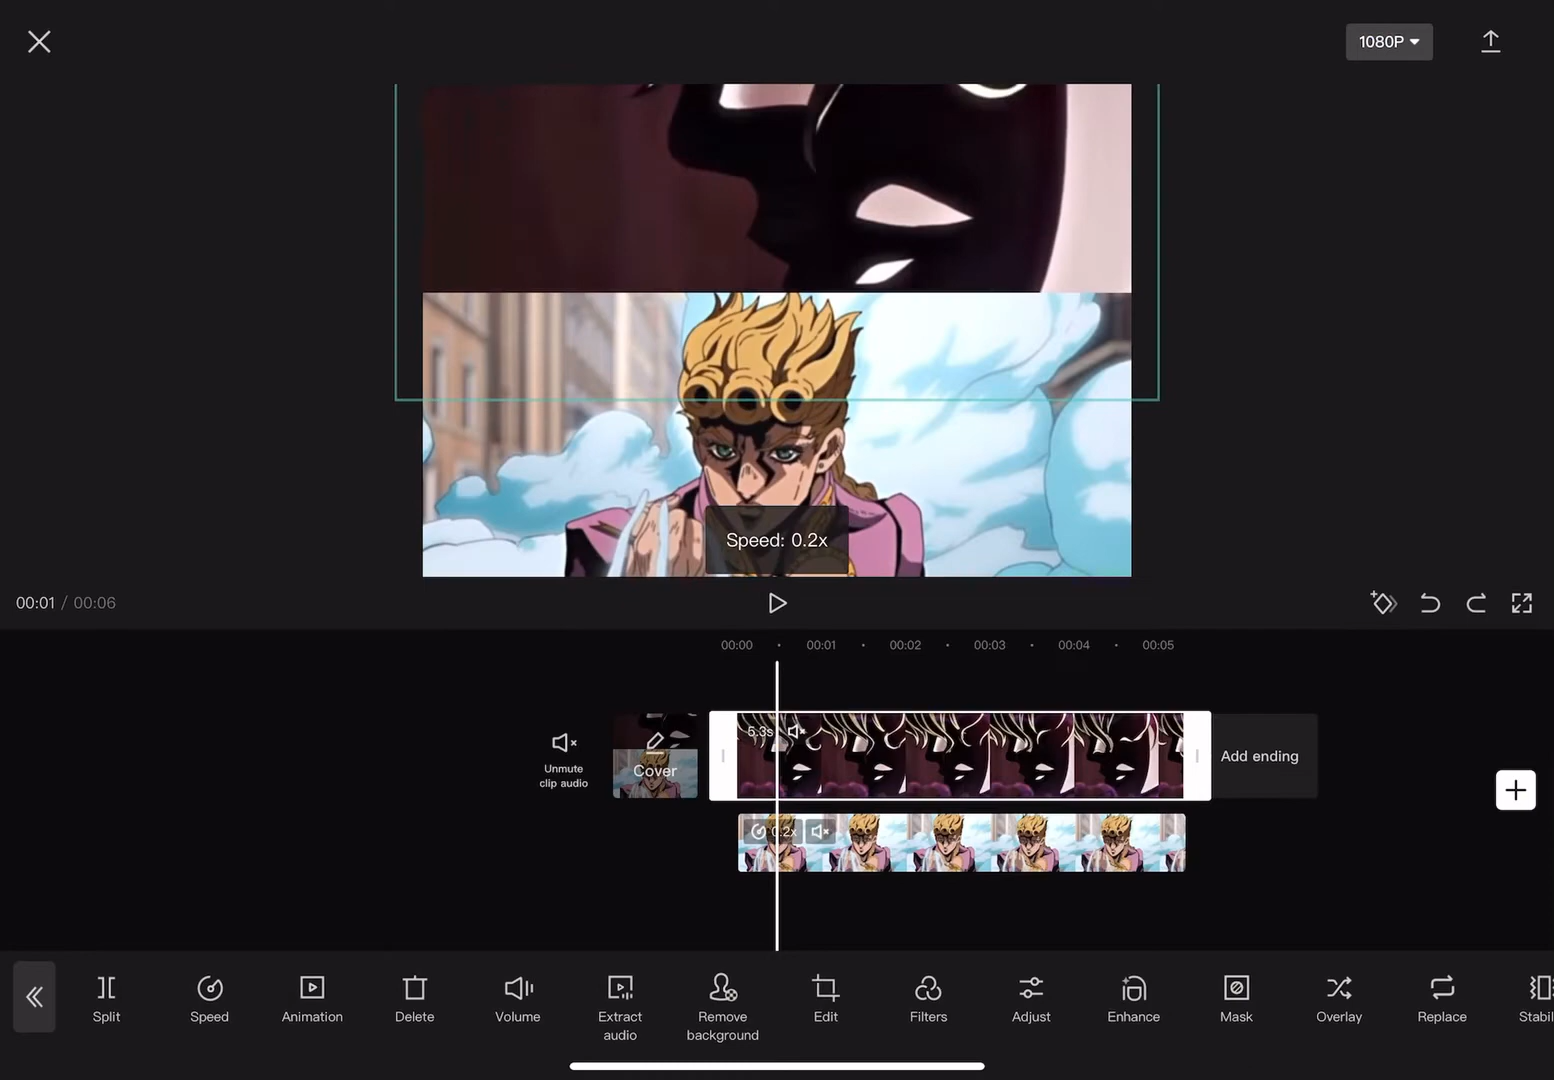 1080P
Speed: 0.2x
00:01 / 00:06
00:00 00:01 00:02 00:03 00:04 00:05
5.3s
Unmute
clip audio
Cover
Add ending
0.2x
Split
Speed
Animation
Delete
Volume
Extract
audio
Remove
background
Edit
Filters
Adjust
Enhance
Mask
Overlay
Replace
Stabil